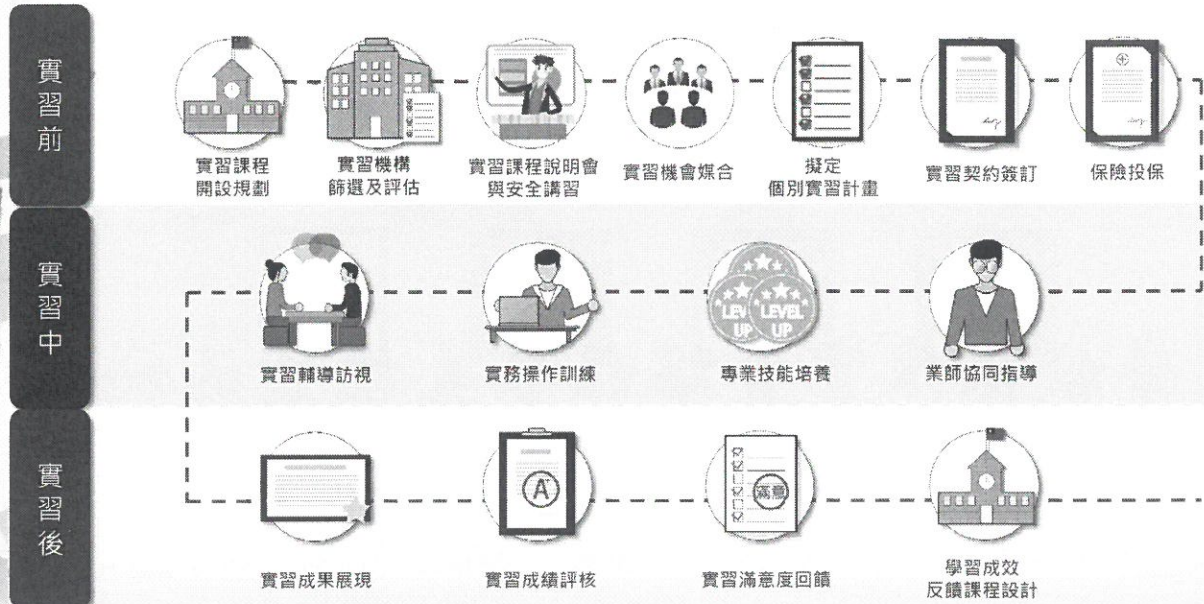 實習前
實習課程
開設規劃
實習機構
篩選及評估
實習課程說明會
與安全講習
實習機會媒合
擬定
個別實習計畫
實習契約簽訂
保險投保
實習中
實習輔導訪視
實務操作訓練
LEVEL
UP
LEVEL
UP
專業技能培養
業師協同指導
實習後
實習成果展現
A+
實習成績評核
滿意
實習滿意度回饋
學習成效
反饋課程設計